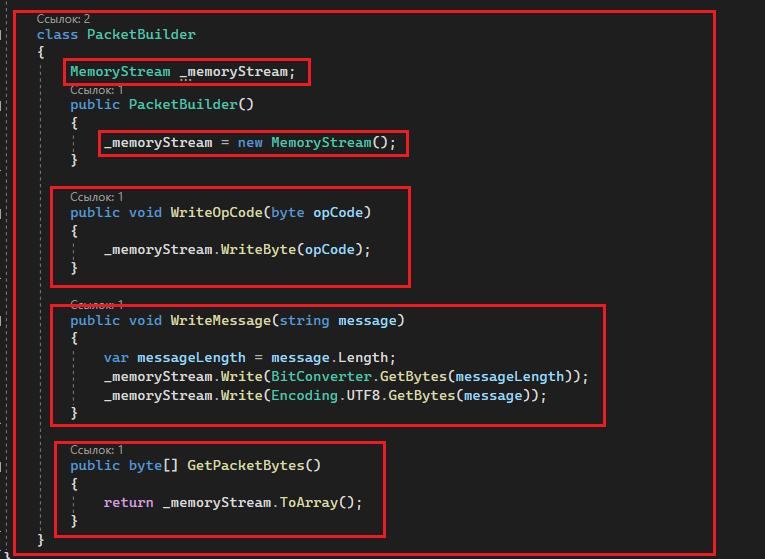 Ссылок: 2
class PacketBuilder
{
MemoryStream _memoryStream;
Ссылок: 1
public PacketBuilder()
{
_memoryStream = new MemoryStream();
}
Ссылок: 1
public void WriteOpCode(byte opCode)
{
_memoryStream.WriteByte(opCode);
}
Ссылок: 1
public void WriteMessage(string message)
{
var messageLength = message.Length;
_memoryStream.Write(BitConverter.GetBytes(messageLength));
_memoryStream.Write(Encoding.UTF8.GetBytes(message));
}
Ссылок: 1
public byte[] GetPacketBytes()
{
return _memoryStream.ToArray();
}
}
}